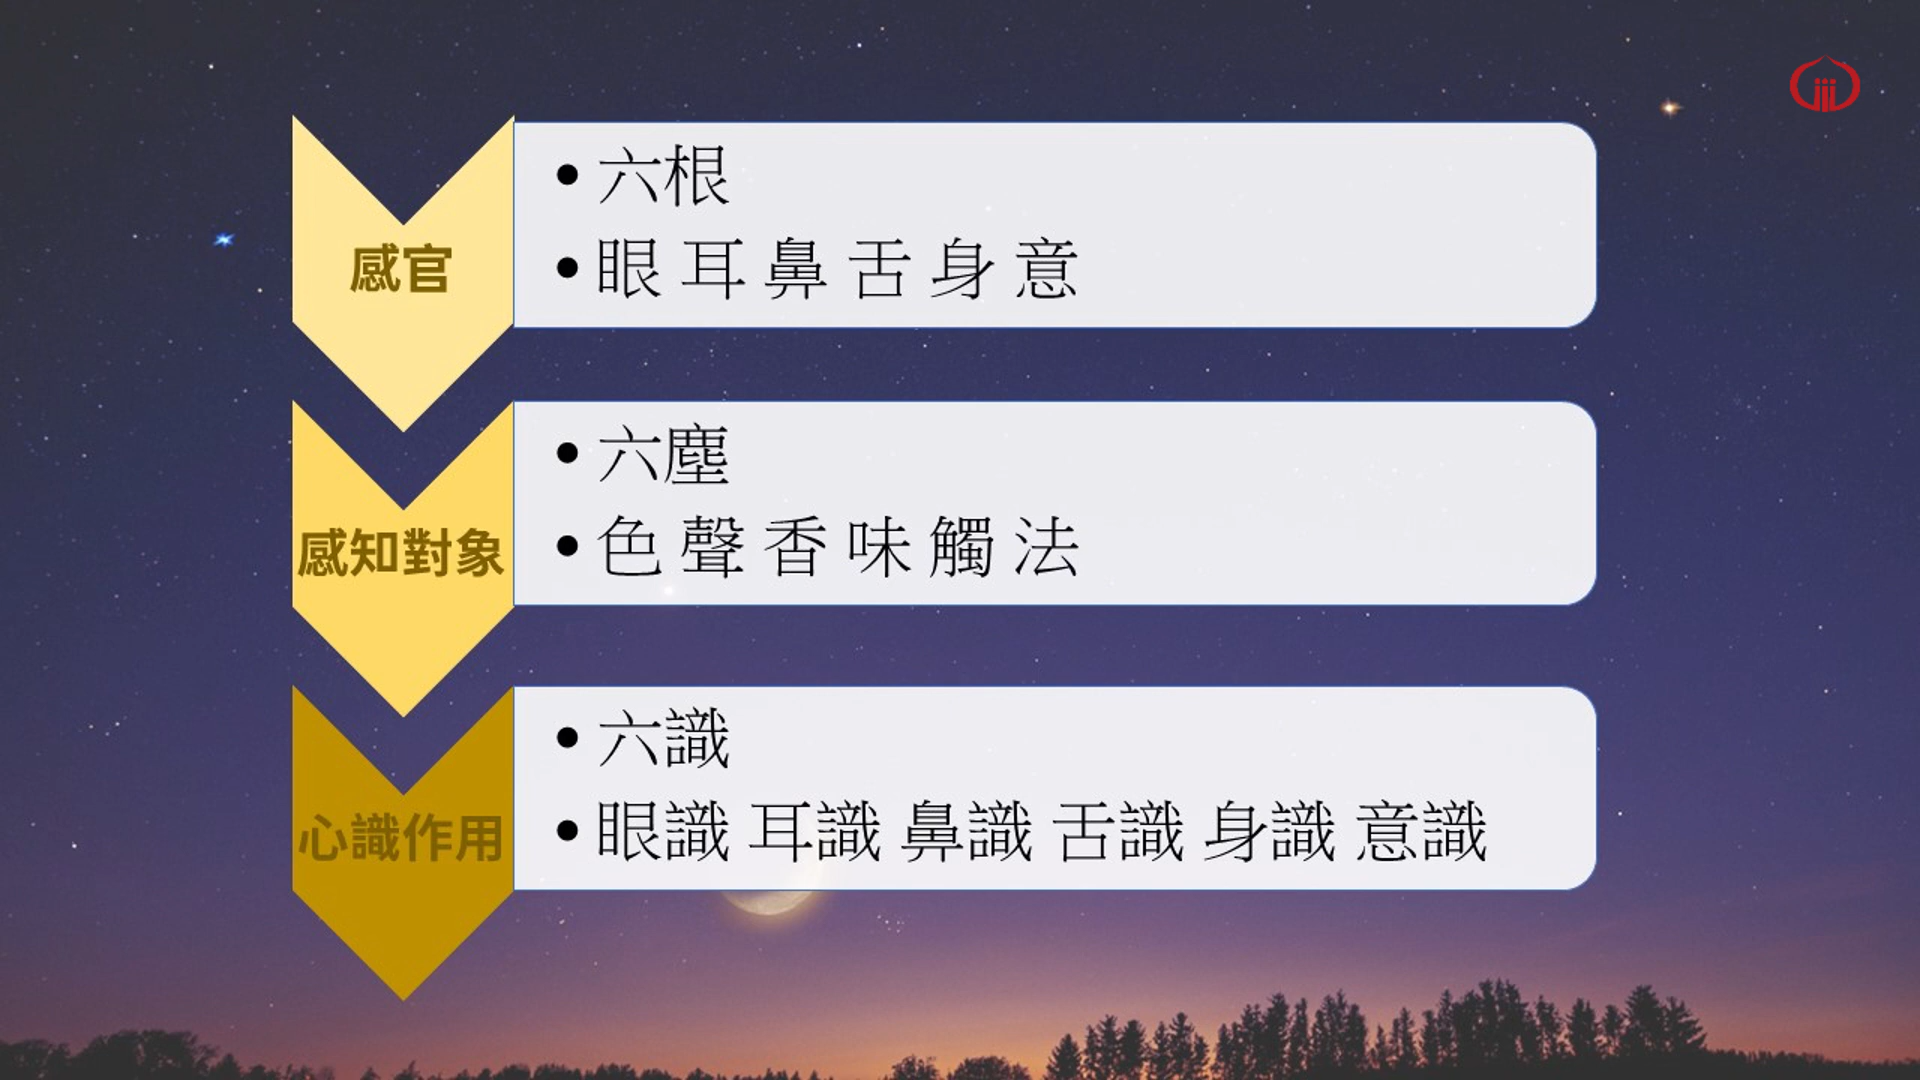 感官
六根
眼 耳 鼻 舌 身 意
感知對象
六塵
色 聲 香 味 觸 法
心識作用
六識
眼識 耳識 鼻識 舌識 身識 意識